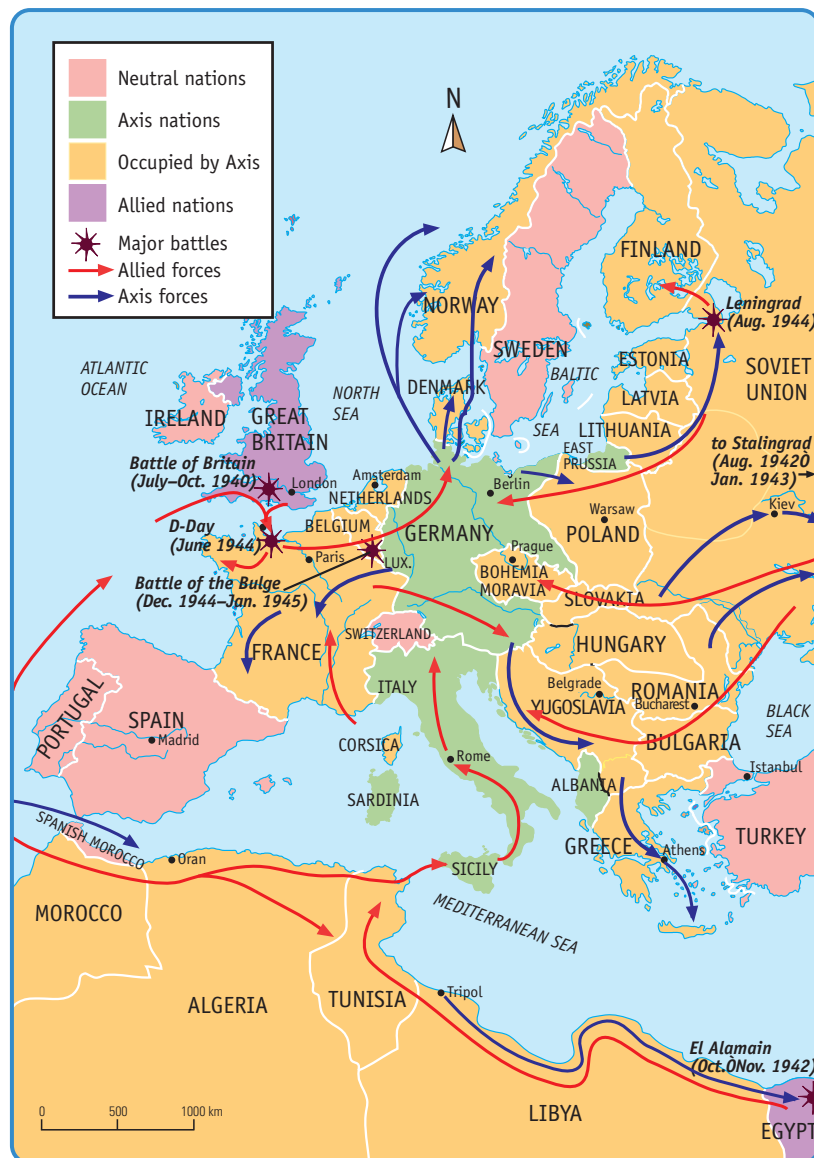 Neutral nations
Axis nations
Occupied by Axis
Allied nations
Major battles
Allied forces
Axis forces
N
FINLAND
NORWAY
Leningrad
(Aug. 1944)
SWEDEN
ESTONIA
SOVIET
UNION
ATLANTIC
OCEAN
NORTH
SEA
DENMARK
BALTIC
SEA
LATVIA
IRELAND
GREAT
BRITAIN
LITHUANIA
EAST
PRUSSIA
to Stalingrad
(Aug. 1942Ò
Jan. 1943)
Battle of Britain
(July–Oct. 1940)
London
Amsterdam
NETHERLANDS
Berlin
Kiev
D-Day
(June 1944)
BELGIUM
GERMANY
Warsaw
POLAND
Paris
LUX.
Prague
BOHEMIA
MORAVIA
Battle of the Bulge
(Dec. 1944–Jan. 1945)
SLOVAKIA
FRANCE
SWITZERLAND
HUNGARY
ITALY
Belgrade
YUGOSLAVIA
ROMANIA
Bucharest
PORTUGAL
SPAIN
Madrid
CORSICA
Rome
BULGARIA
BLACK
SEA
Istanbul
SARDINIA
ALBANIA
TURKEY
SPANISH MOROCCO
Oran
SICILY
GREECE
Athens
MOROCCO
MEDITERRANEAN SEA
ALGERIA
TUNISIA
Tripol
El Alamain
(Oct.ÒNov. 1942)
LIBYA
EGYPT
0
500
1000 km